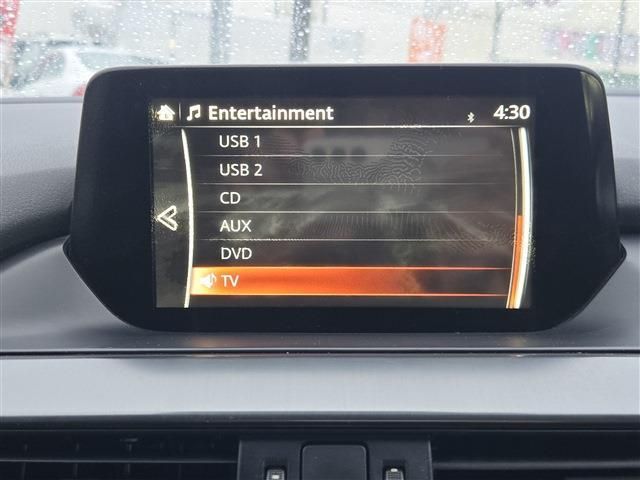 Entertainment 4:30
USB 1
USB 2
CD
AUX
DVD
TV